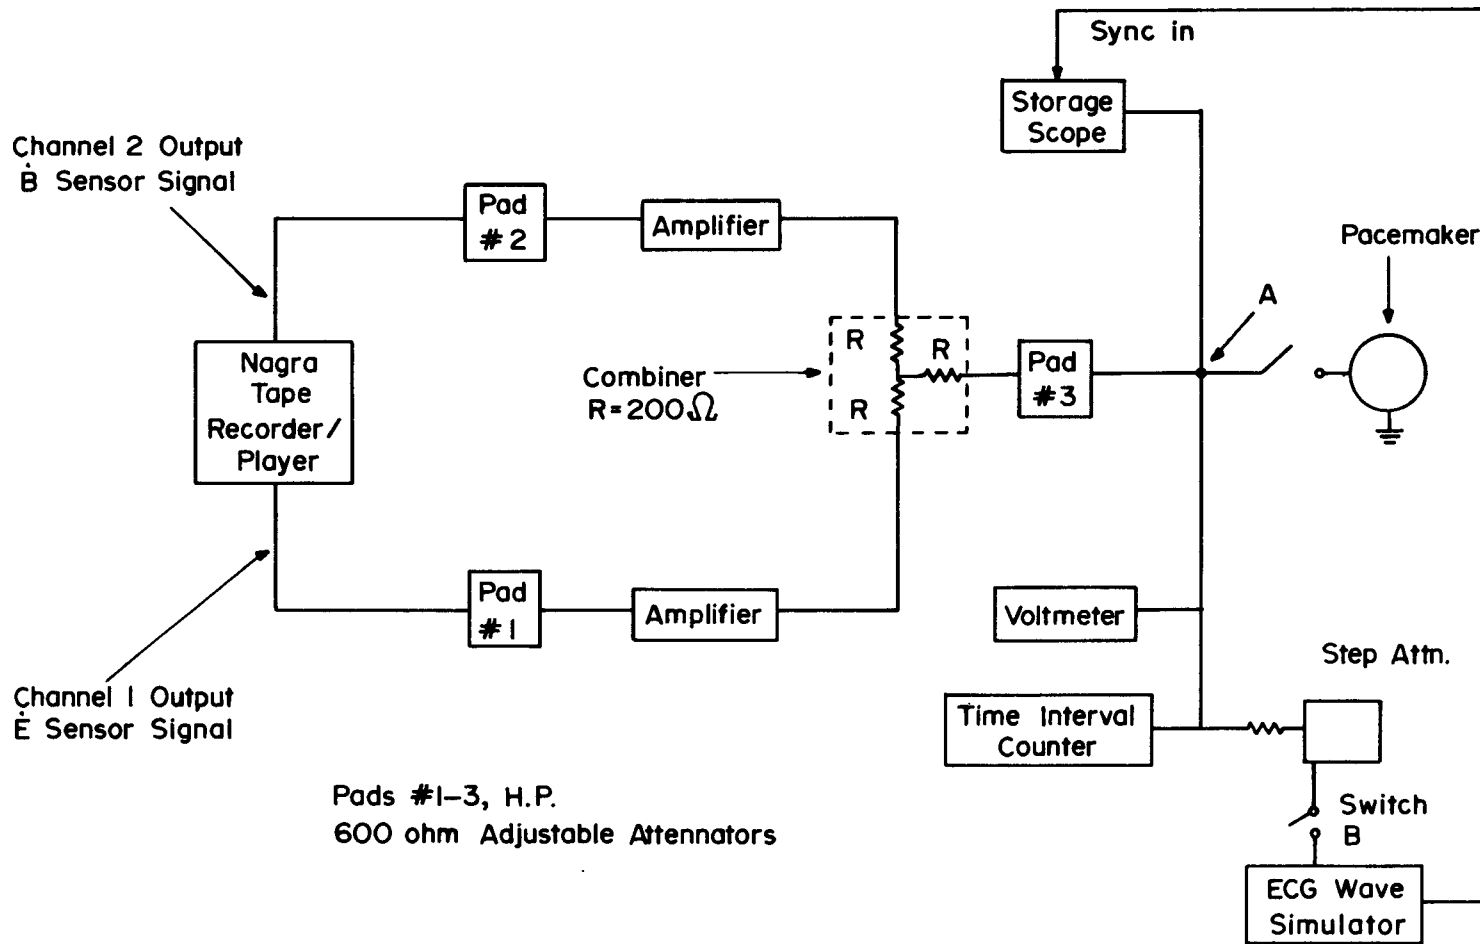 Sync in
Storage
Scope
Channel 2 Output
Ḃ Sensor Signal
Pad
#2
Amplifier
Pacemaker
A
Nagra
Tape
Recorder/
Player
Combiner
R=200Ω
R
R
R
Pad
#3
Pad
#1
Amplifier
Voltmeter
Step Attn.
Channel 1 Output
Ė Sensor Signal
Time Interval
Counter
Pads #1-3, H.P.
600 ohm Adjustable Attennators
Switch
B
ECG Wave
Simulator